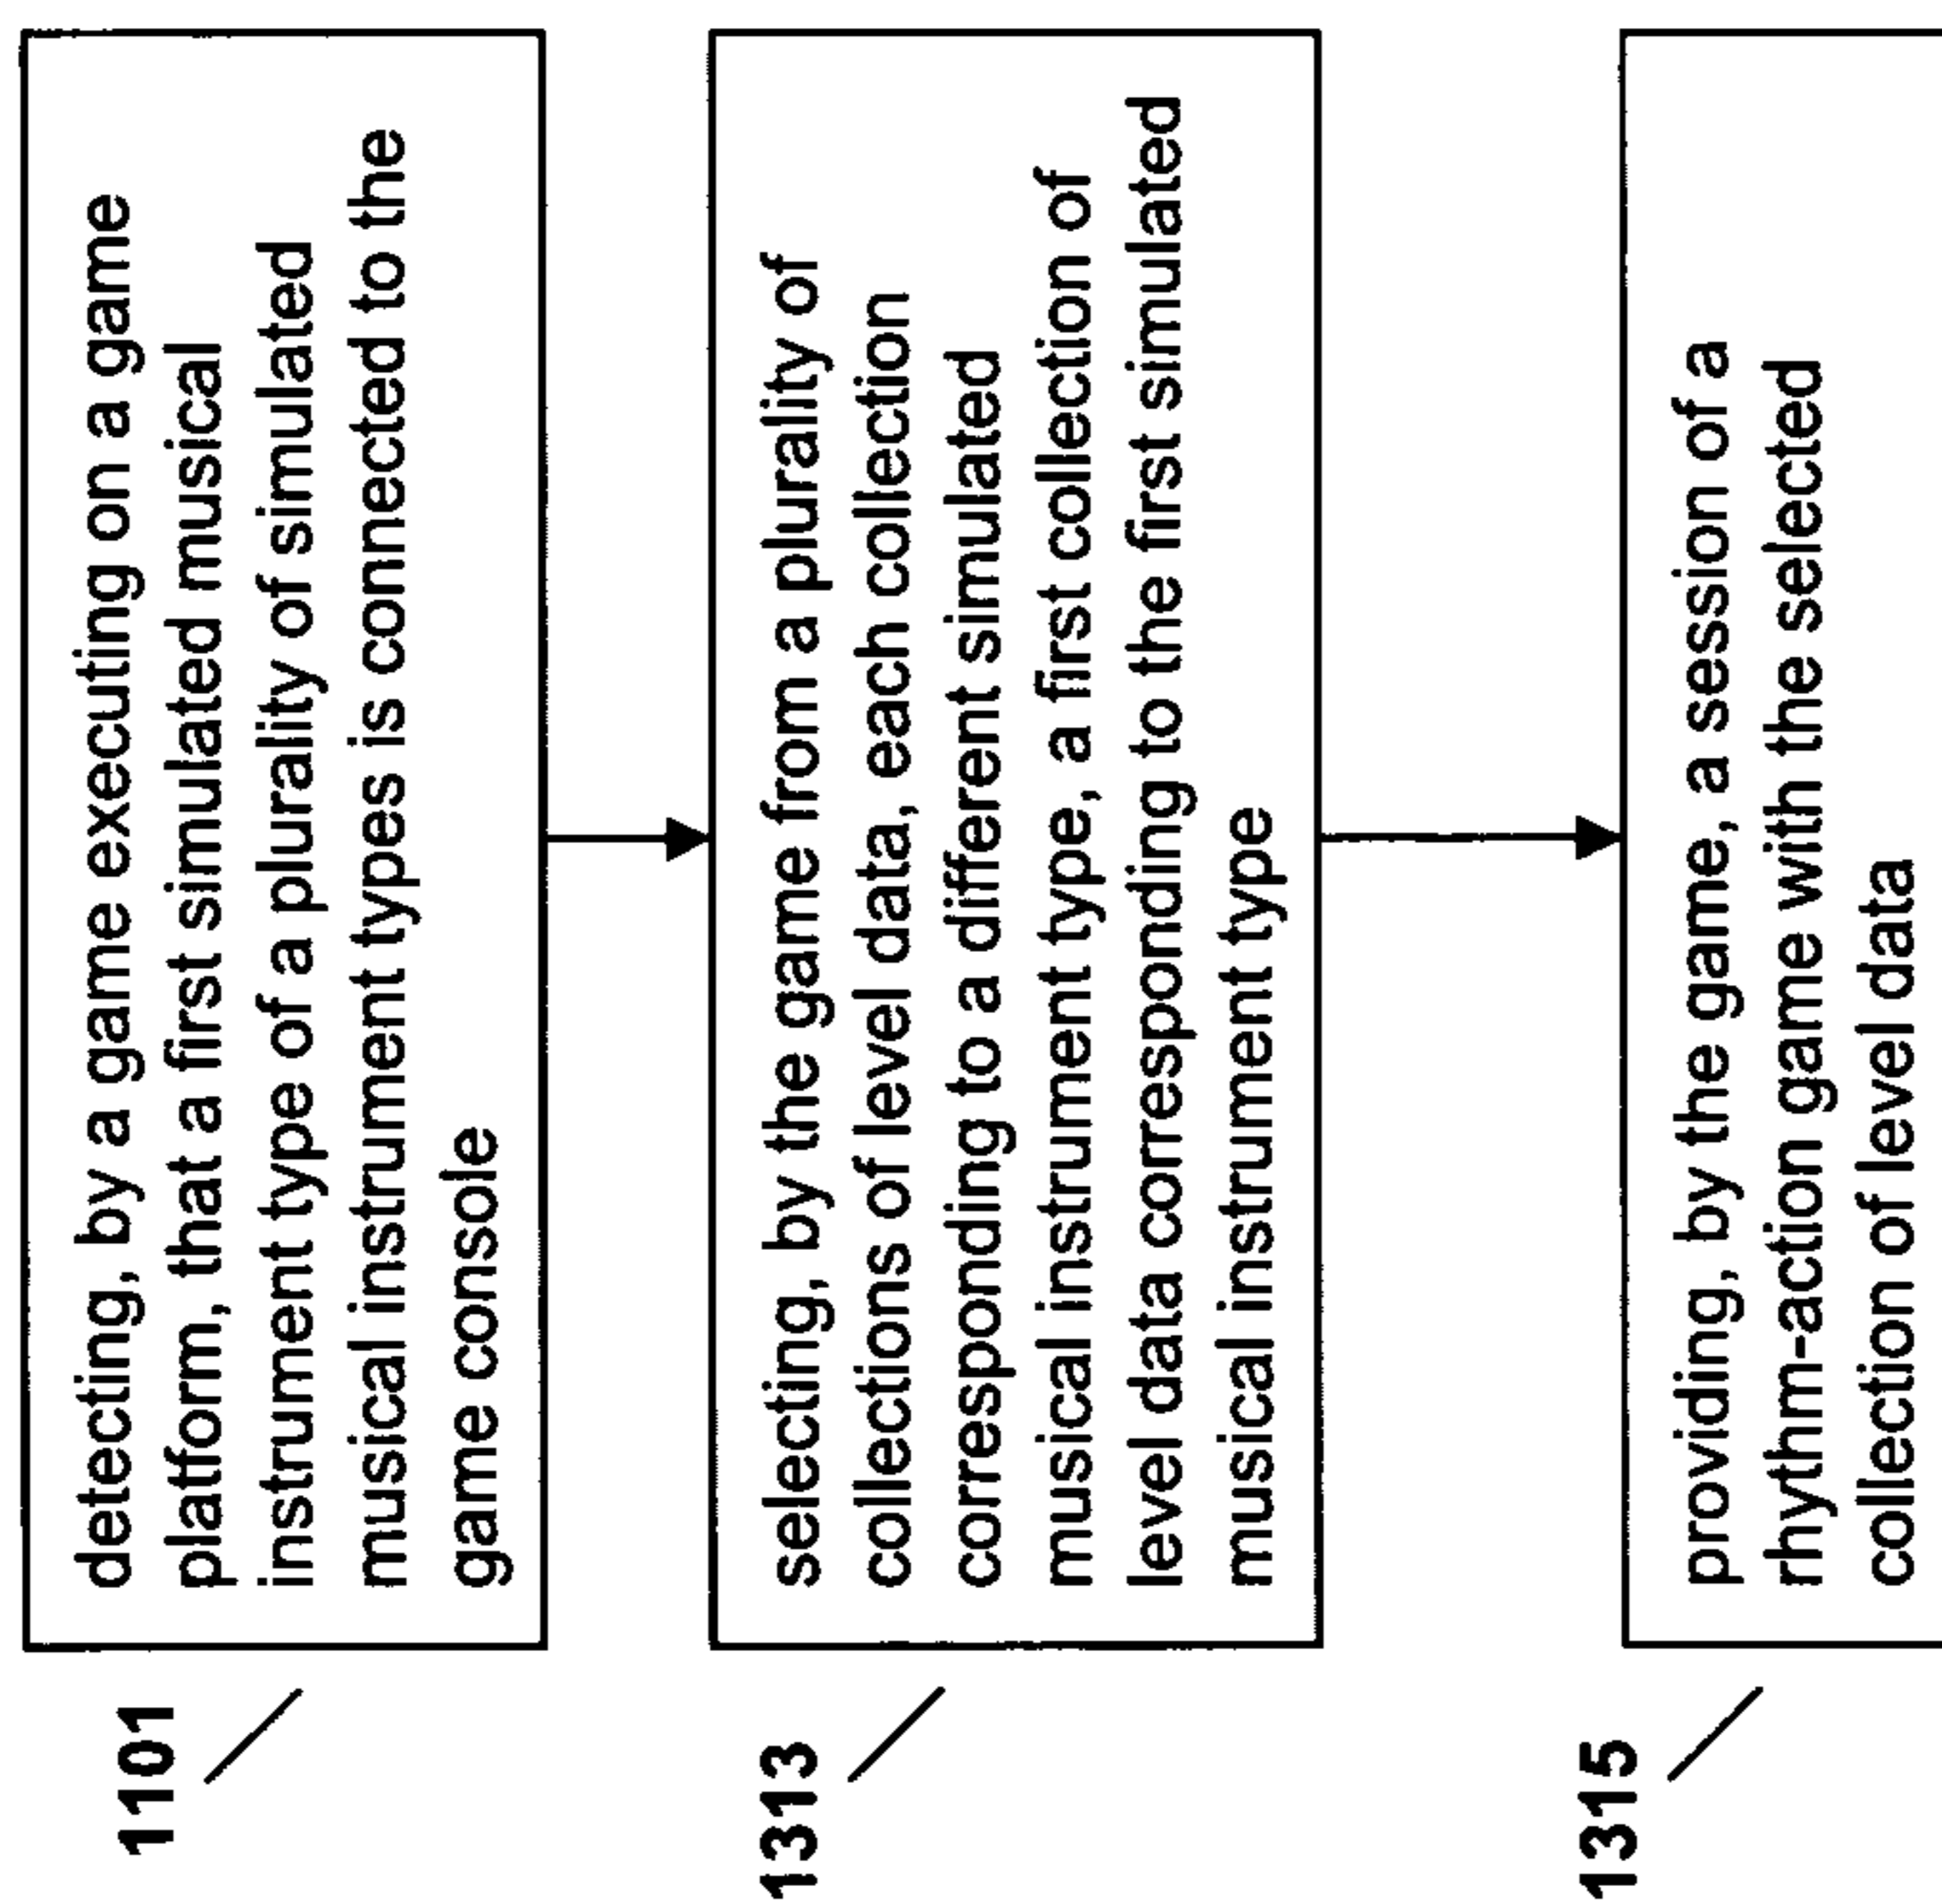 1101
detecting, by a game executing on a game
platform, that a first simulated musical
instrument type of a plurality of simulated
musical instrument types is connected to the
game console
1313
selecting, by the game from a plurality of
collections of level data, each collection
corresponding to a different simulated
musical instrument type, a first collection of
level data corresponding to the first simulated
musical instrument type
1315
providing, by the game, a session of a
rhythm-action game with the selected
collection of level data